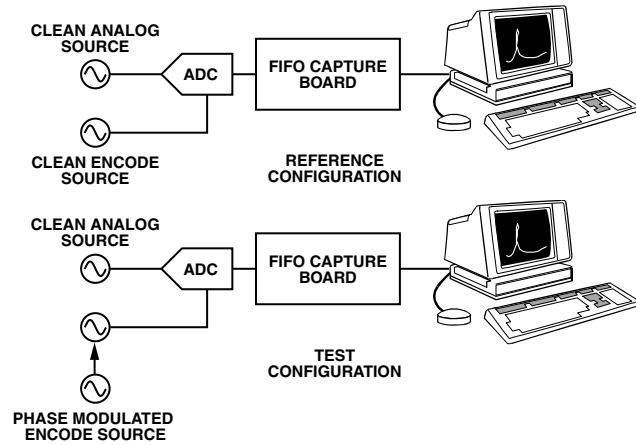 CLEAN ANALOG
SOURCE
ADC
FIFO CAPTURE
BOARD
CLEAN ENCODE
SOURCE
REFERENCE
CONFIGURATION
CLEAN ANALOG
SOURCE
ADC
FIFO CAPTURE
BOARD
TEST
CONFIGURATION
PHASE MODULATED
ENCODE SOURCE